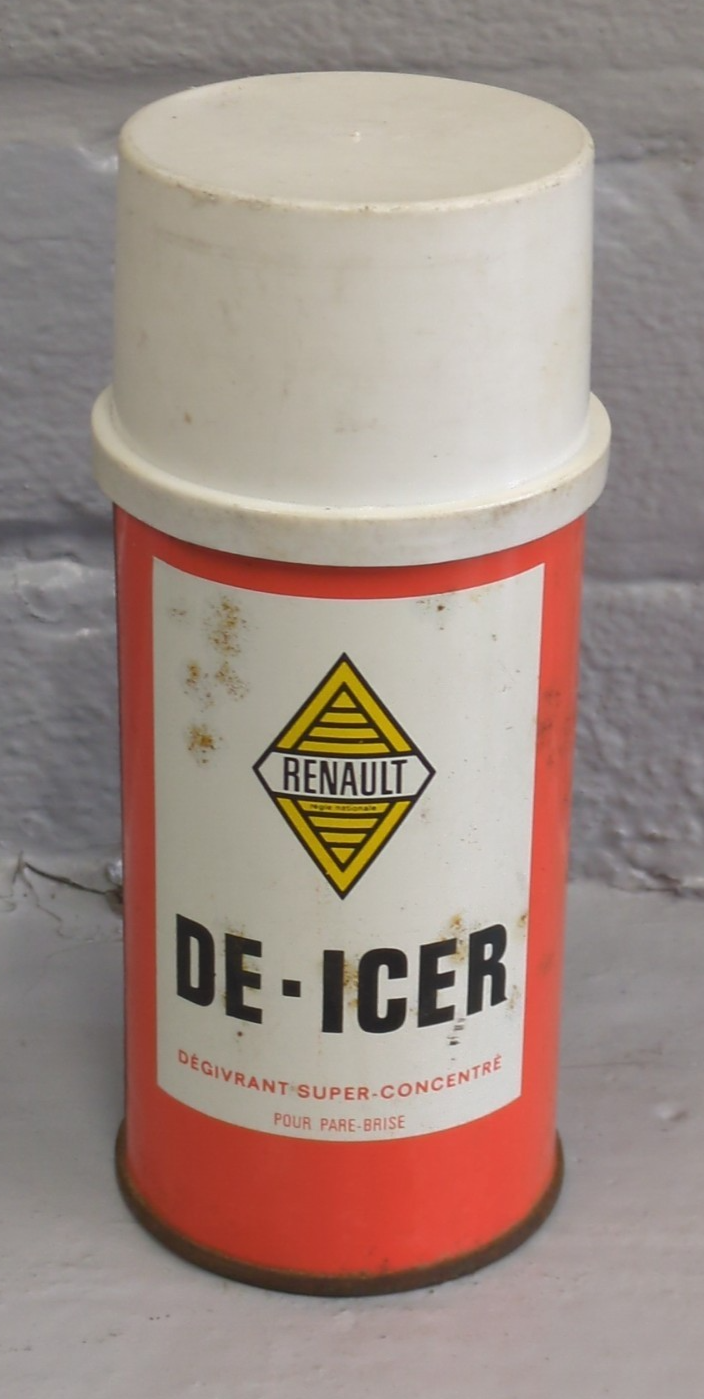 RENAULT
régie nationale
DE-ICER
DÉGIVRANT SUPER-CONCENTRÉ
POUR PARE-BRISE